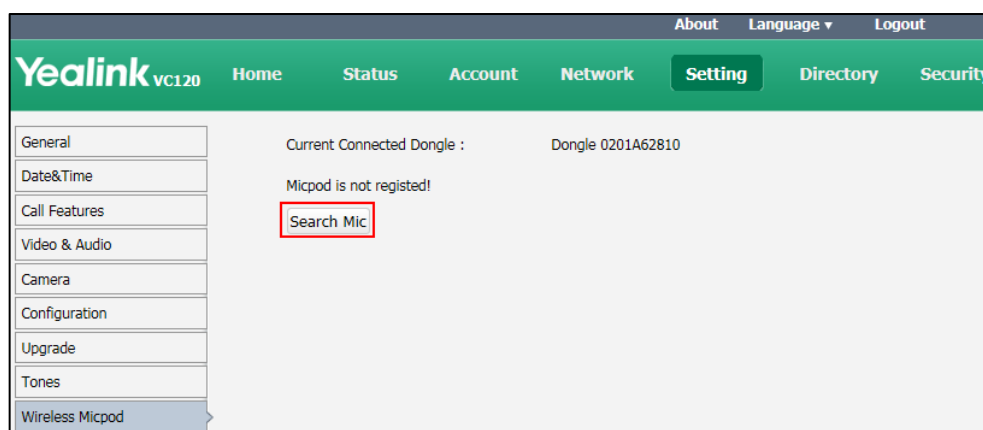 About Language ▾ Logout
Yealink VC120 Home Status Account Network Setting Directory Security
General
Current Connected Dongle : Dongle 0201A62810
Date&Time
Micpod is not registed!
Call Features
Search Mic
Video & Audio
Camera
Configuration
Upgrade
Tones
Wireless Micpod